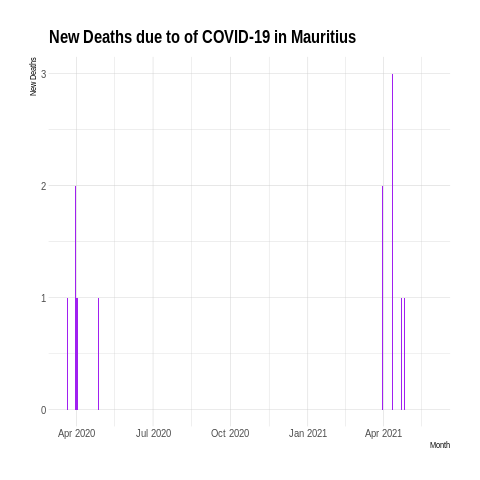 New Deaths due to of COVID-19 in Mauritius
New Deaths
3
2
1
0
Apr 2020 Jul 2020 Oct 2020 Jan 2021 Apr 2021
Month